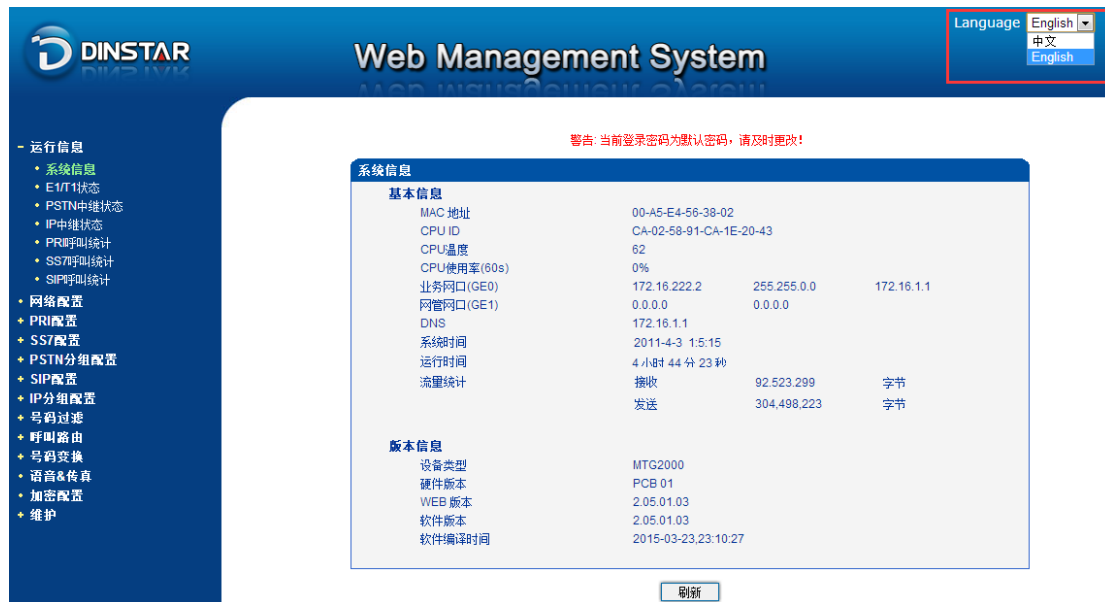 DINSTAR
Web Management System
Language English
中文
English
- 运行信息
• 系统信息
• E1/T1状态
• PSTN中继状态
• IP中继状态
• PRI呼叫统计
• SS7呼叫统计
• SIP呼叫统计
• 网络配置
+ PRI配置
+ SS7配置
+ PSTN分组配置
+ SIP配置
+ IP分组配置
+ 号码过滤
+ 呼叫路由
+ 号码变换
• 语音&传真
• 加密配置
+ 维护
警告: 当前登录密码为默认密码，请及时更改!
系统信息
基本信息
MAC 地址 00-A5-E4-56-38-02
CPU ID CA-02-58-91-CA-1E-20-43
CPU温度 62
CPU使用率(60s) 0%
业务网口(GE0) 172.16.222.2 255.255.0.0 172.16.1.1
网管网口(GE1) 0.0.0.0 0.0.0.0
DNS 172.16.1.1
系统时间 2011-4-3 1:5:15
运行时间 4 小时 44 分 23 秒
流量统计 接收 92.523.299 字节
发送 304,498,223 字节
版本信息
设备类型 MTG2000
硬件版本 PCB 01
WEB 版本 2.05.01.03
软件版本 2.05.01.03
软件编译时间 2015-03-23,23:10:27
刷新